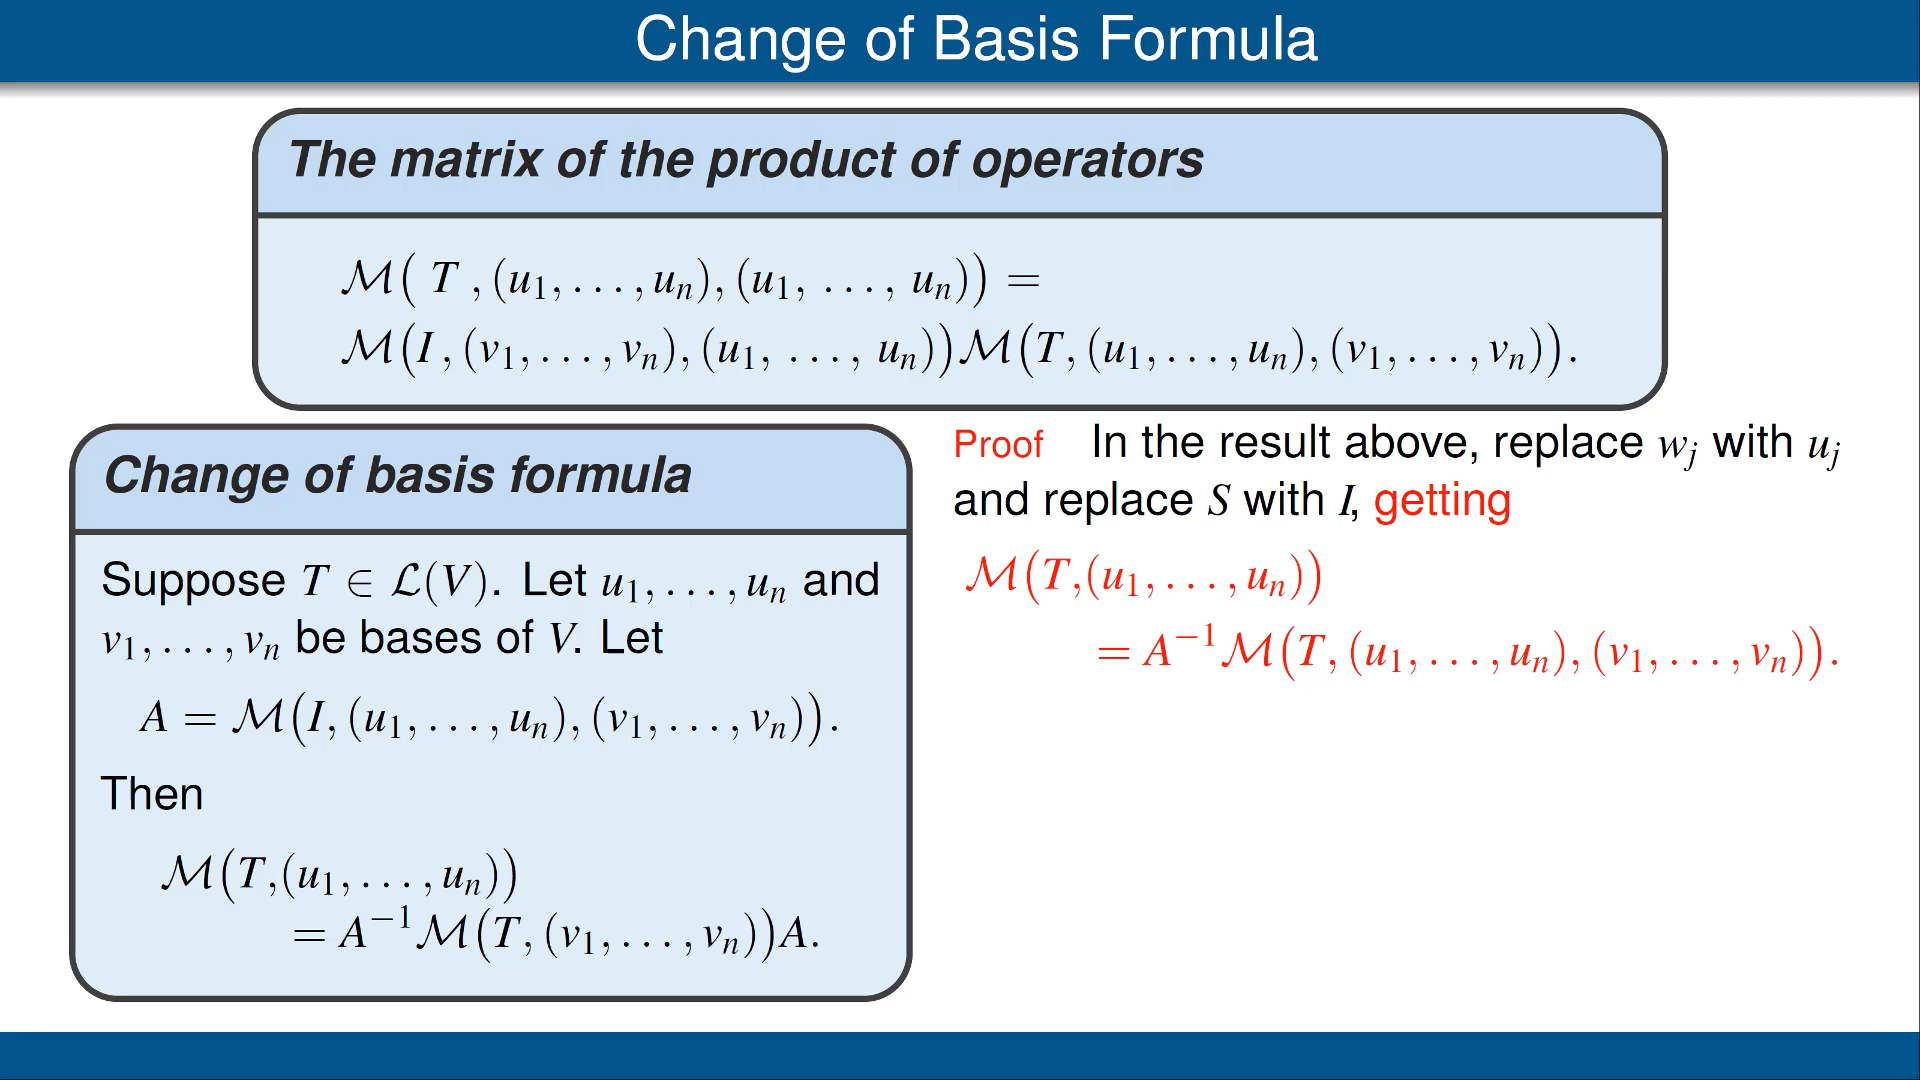 Change of Basis Formula
The matrix of the product of operators
ℳ( T , (u₁, . . . , uₙ), (u₁, . . . , uₙ)) =
ℳ(I , (v₁, . . . , vₙ), (u₁, . . . , uₙ))ℳ(T, (u₁, . . . , uₙ), (v₁, . . . , vₙ)).
Change of basis formula
Suppose T ∈ ℒ(V). Let u₁, . . . , uₙ and
v₁, . . . , vₙ be bases of V. Let
A = ℳ(I, (u₁, . . . , uₙ), (v₁, . . . , vₙ)).
Then
ℳ(T,(u₁, . . . , uₙ))
= A⁻¹ℳ(T, (v₁, . . . , vₙ))A.
Proof In the result above, replace wⱼ with uⱼ
and replace S with I, getting
ℳ(T,(u₁, . . . , uₙ))
= A⁻¹ℳ(T, (u₁, . . . , uₙ), (v₁, . . . , vₙ)).